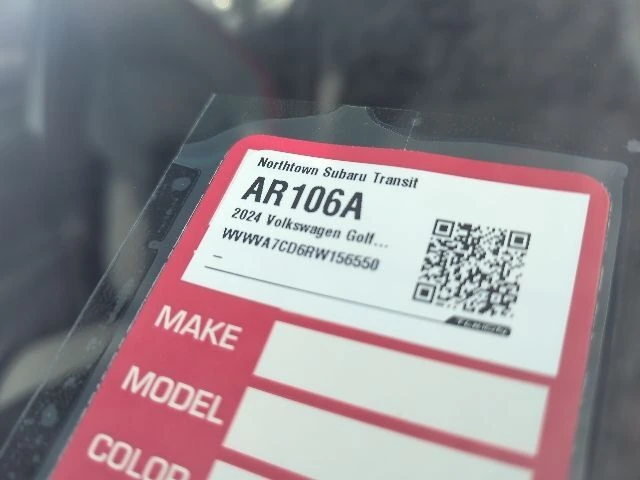 Northtown Subaru Transit
AR106A
2024 Volkswagen Golf...
WVWVA7CD6RW156550
–
MAKE
MODEL
COLOR